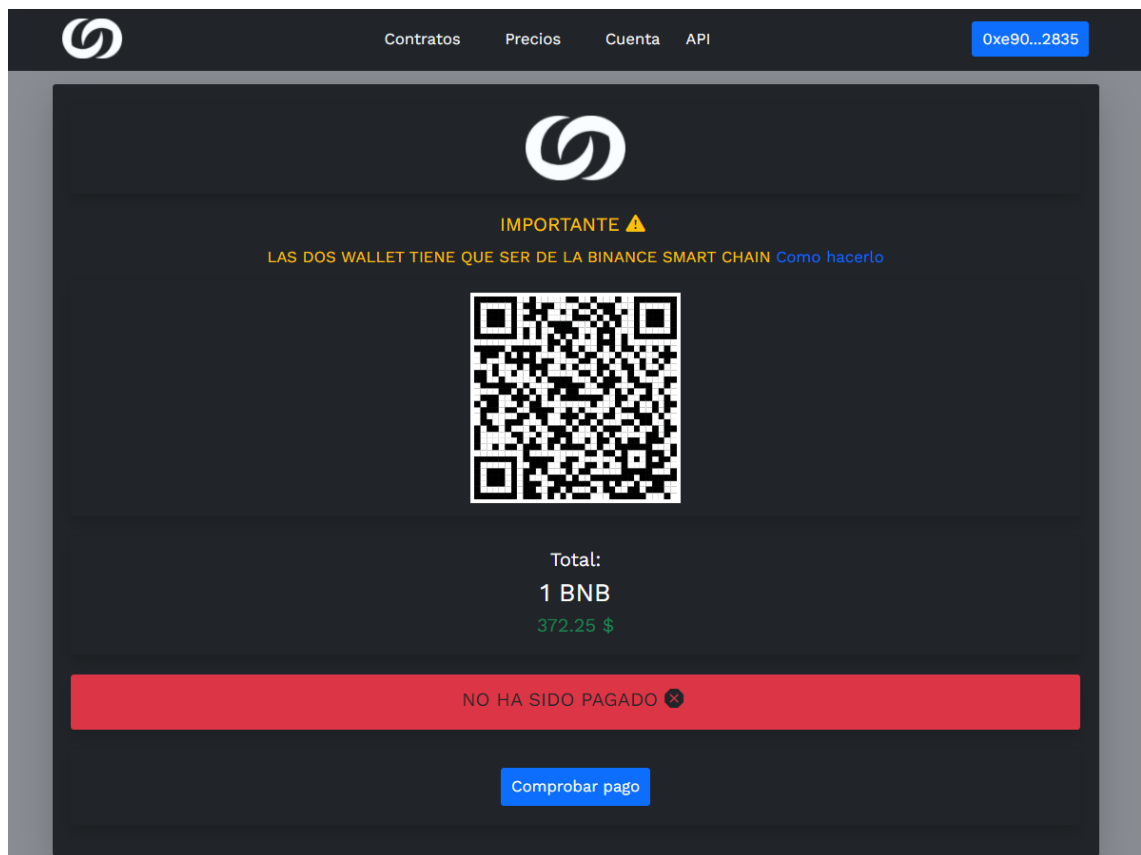 Contratos Precios Cuenta API 0xe90...2835
IMPORTANTE
LAS DOS WALLET TIENE QUE SER DE LA BINANCE SMART CHAIN Como hacerlo
Total:
1 BNB
372.25 $
NO HA SIDO PAGADO
Comprobar pago